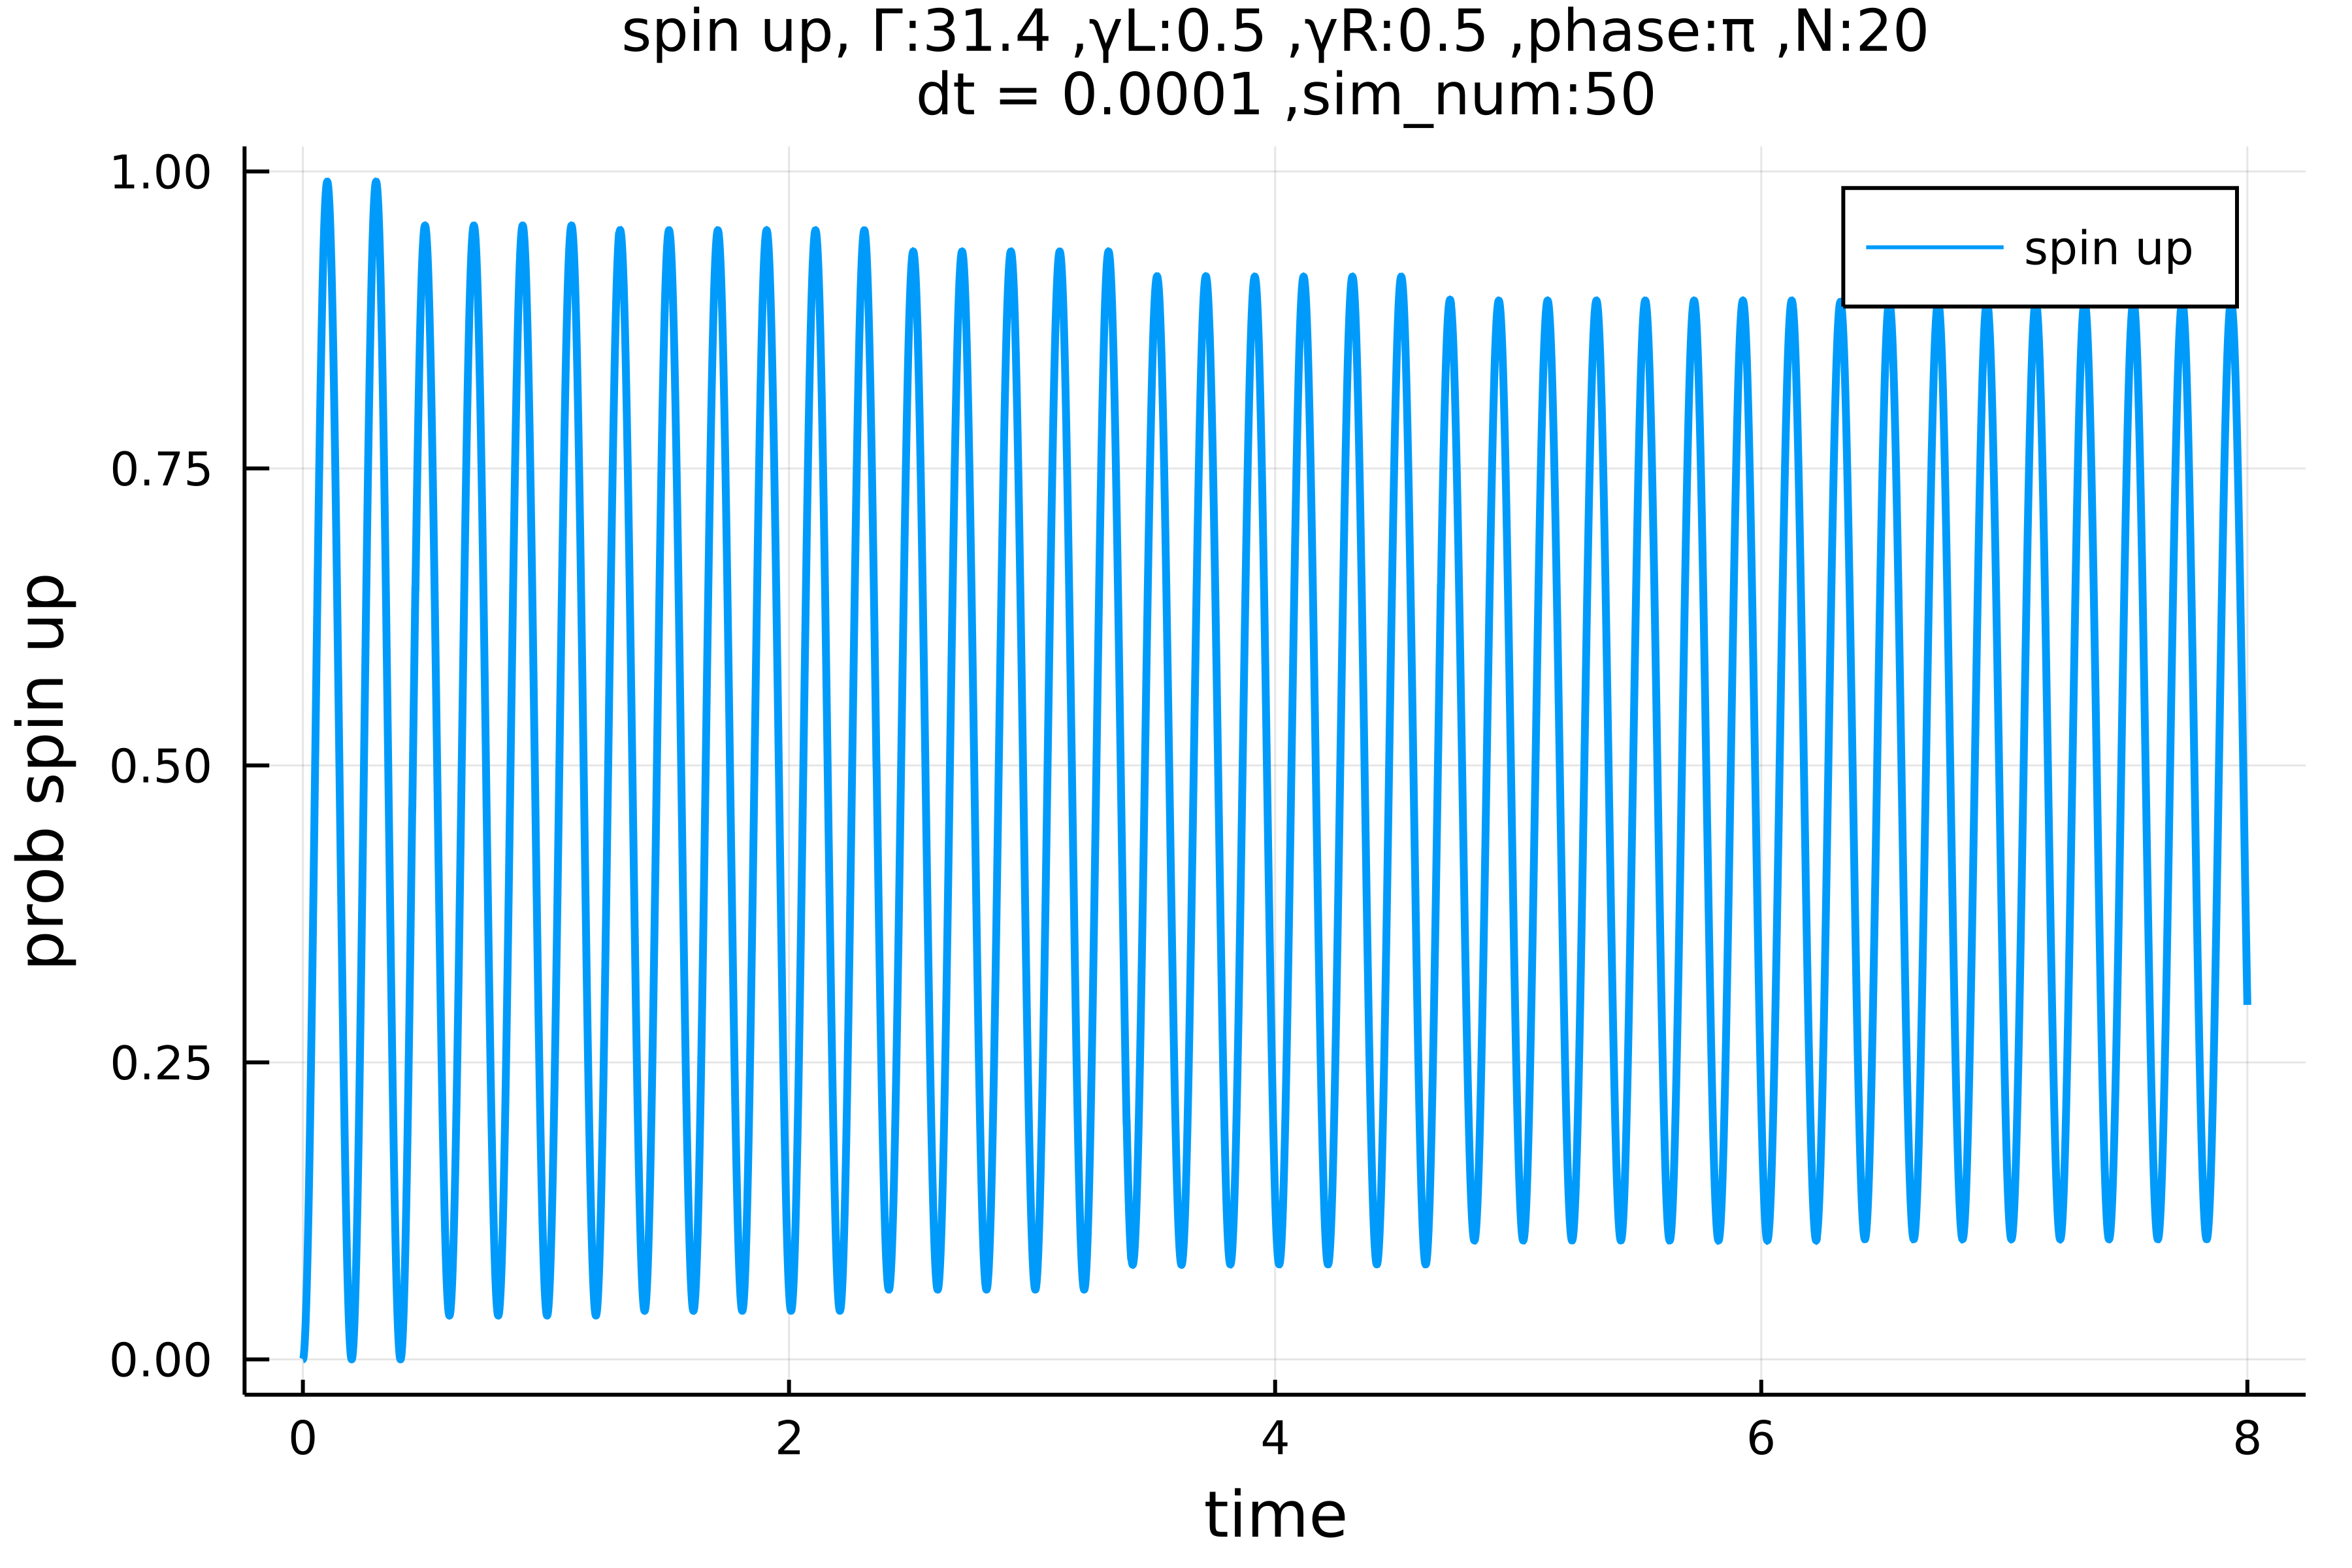 spin up, Γ:31.4 ,γL:0.5 ,γR:0.5 ,phase:π ,N:20
dt = 0.0001 ,sim_num:50
1.00
0.75
0.50
0.25
0.00
prob spin up
spin up
0 2 4 6 8
time